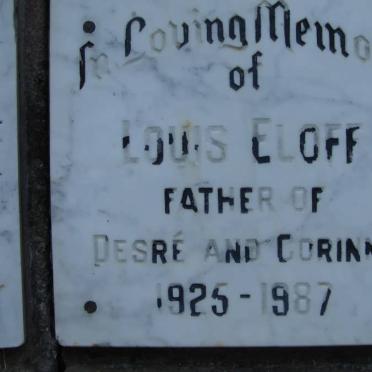 In Loving Memo
of
LOUIS ELOFF
FATHER OF
DESRÉ AND CORINN
1925 - 1987